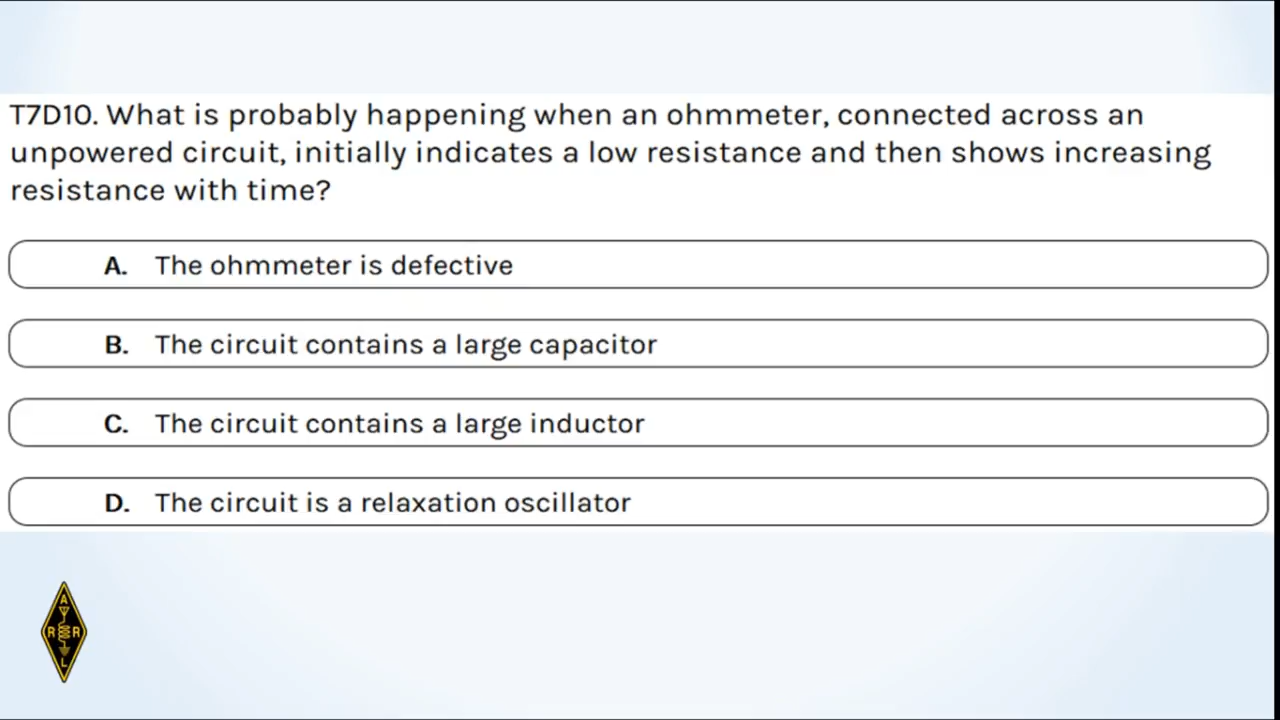 T7D10. What is probably happening when an ohmmeter, connected across an
unpowered circuit, initially indicates a low resistance and then shows increasing
resistance with time?
A. The ohmmeter is defective
B. The circuit contains a large capacitor
C. The circuit contains a large inductor
D. The circuit is a relaxation oscillator
A
R R
L